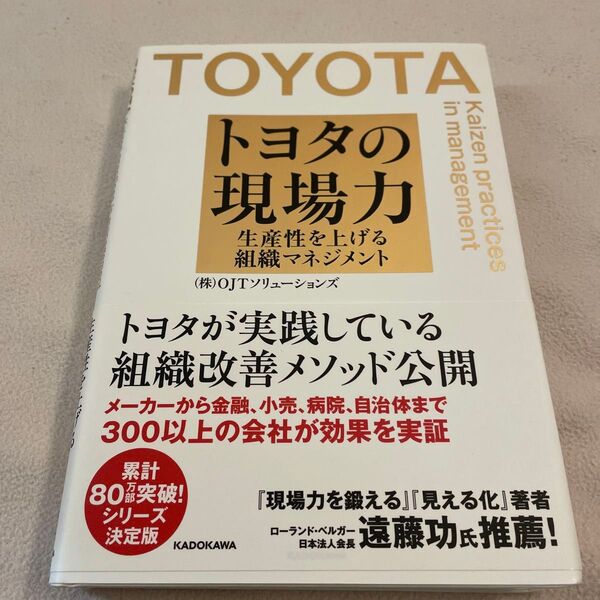 TOYOTA
Kaizen practices
in management
トヨタの
現場力
生産性を上げる
組織マネジメント
(株)OJTソリューションズ
トヨタが実践している
組織改善メソッド公開
メーカーから金融、小売、病院、自治体まで
300以上の会社が効果を実証
累計
80万部突破!
シリーズ
決定版
KADOKAWA
『現場力を鍛える』『見える化』著者
ローランド・ベルガー
日本法人会長
遠藤功氏推薦!